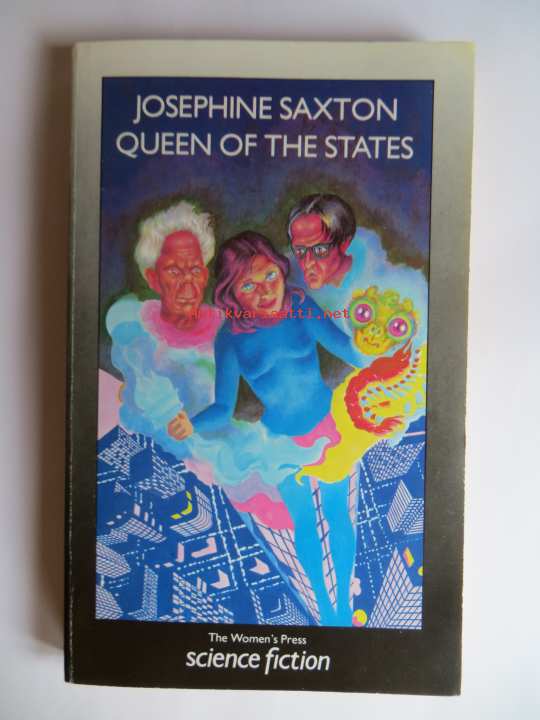 JOSEPHINE SAXTON
QUEEN OF THE STATES
Antikvariaatti.net
The Women's Press
science fiction